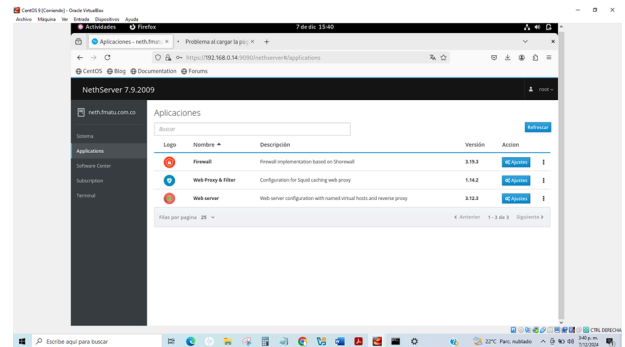 CentOS 9 [Corriendo] - Oracle VirtualBox
Archivo Máquina Ver Entrada Dispositivos Ayuda
Actividades Firefox 7 de dic 15:40
Aplicaciones - neth.fmatu. × Problema al cargar la pág × +
https://192.168.0.14:9090/nethserver#/applications
CentOS Blog Documentation Forums
NethServer 7.9.2009 root
neth.fmatu.com.co
Sistema
Applications
Software Center
Subscription
Terminal
Aplicaciones
Buscar
Refrescar
Logo Nombre Descripción Versión Accion
Firewall Firewall implementation based on Shorewall 3.19.3 Ajustes
Web Proxy & Filter Configuration for Squid caching web proxy 1.14.2 Ajustes
Web server Web server configuration with named virtual hosts and reverse proxy 3.12.3 Ajustes
Files por pagina 25 Anterior 1 - 3 de 3 Siguiente
CTRL DERECHA
Escribe aquí para buscar 22°C Parc. nublado 3:40 p. m.
7/12/2024